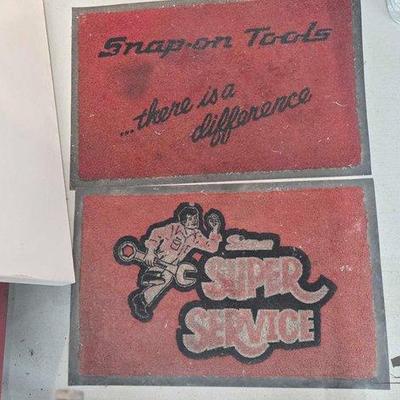 Snap-on Tools
...there is a
difference
SUPER
SERVICE